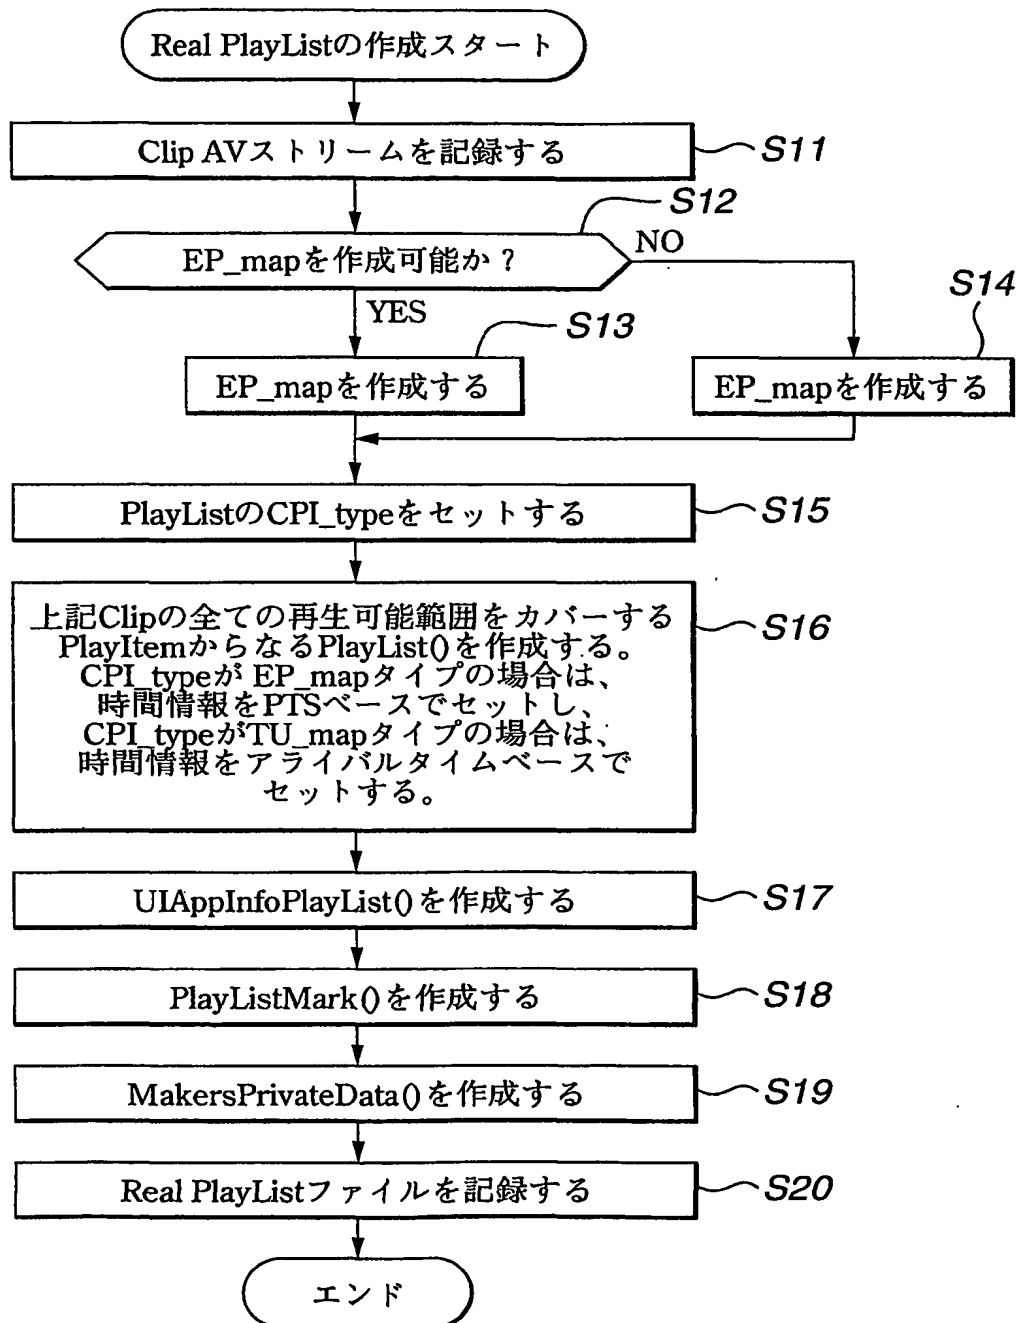 Real PlayListの作成スタート
Clip AVストリームを記録する
S11
S12
EP_mapを作成可能か？
NO
YES
S13
S14
EP_mapを作成する
EP_mapを作成する
PlayListのCPI_typeをセットする
S15
上記Clipの全ての再生可能範囲をカバーする
PlayItemからなるPlayList()を作成する。
CPI_typeが EP_mapタイプの場合は、
時間情報をPTSベースでセットし、
CPI_typeがTU_mapタイプの場合は、
時間情報をアライバルタイムベースで
セットする。
S16
UIAppInfoPlayList()を作成する
S17
PlayListMark()を作成する
S18
MakersPrivateData()を作成する
S19
Real PlayListファイルを記録する
S20
エンド